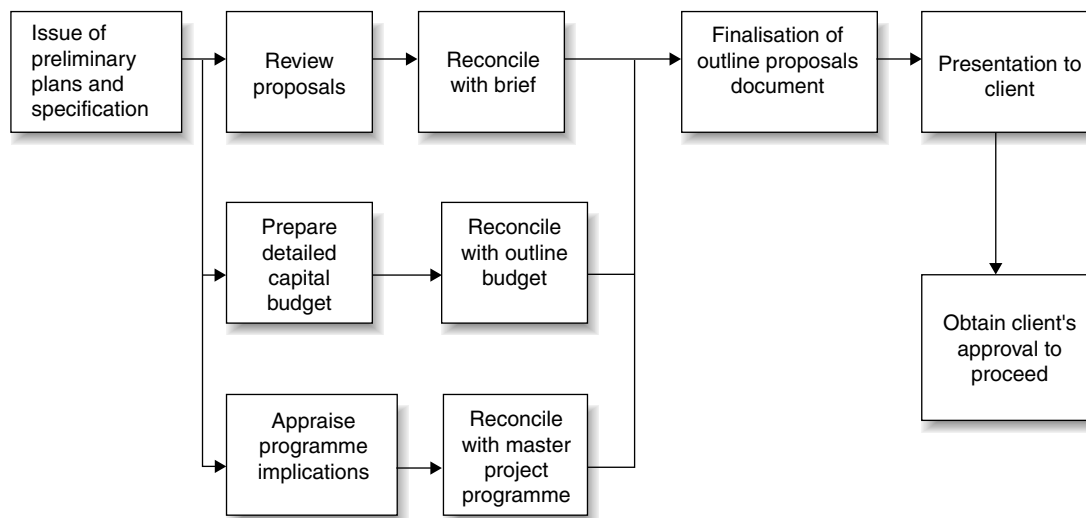 Issue of
preliminary
plans and
specification
Review
proposals
Reconcile
with brief
Finalisation of
outline proposals
document
Presentation to
client
Prepare
detailed
capital
budget
Reconcile
with outline
budget
Obtain client's
approval to
proceed
Appraise
programme
implications
Reconcile
with master
project
programme